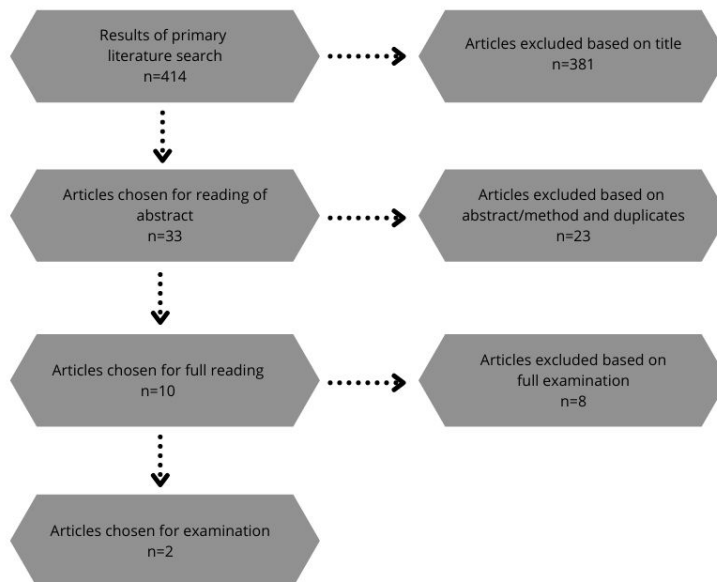 Results of primary
literature search
n=414
Articles excluded based on title
n=381
Articles chosen for reading of
abstract
n=33
Articles excluded based on
abstract/method and duplicates
n=23
Articles chosen for full reading
n=10
Articles excluded based on
full examination
n=8
Articles chosen for examination
n=2